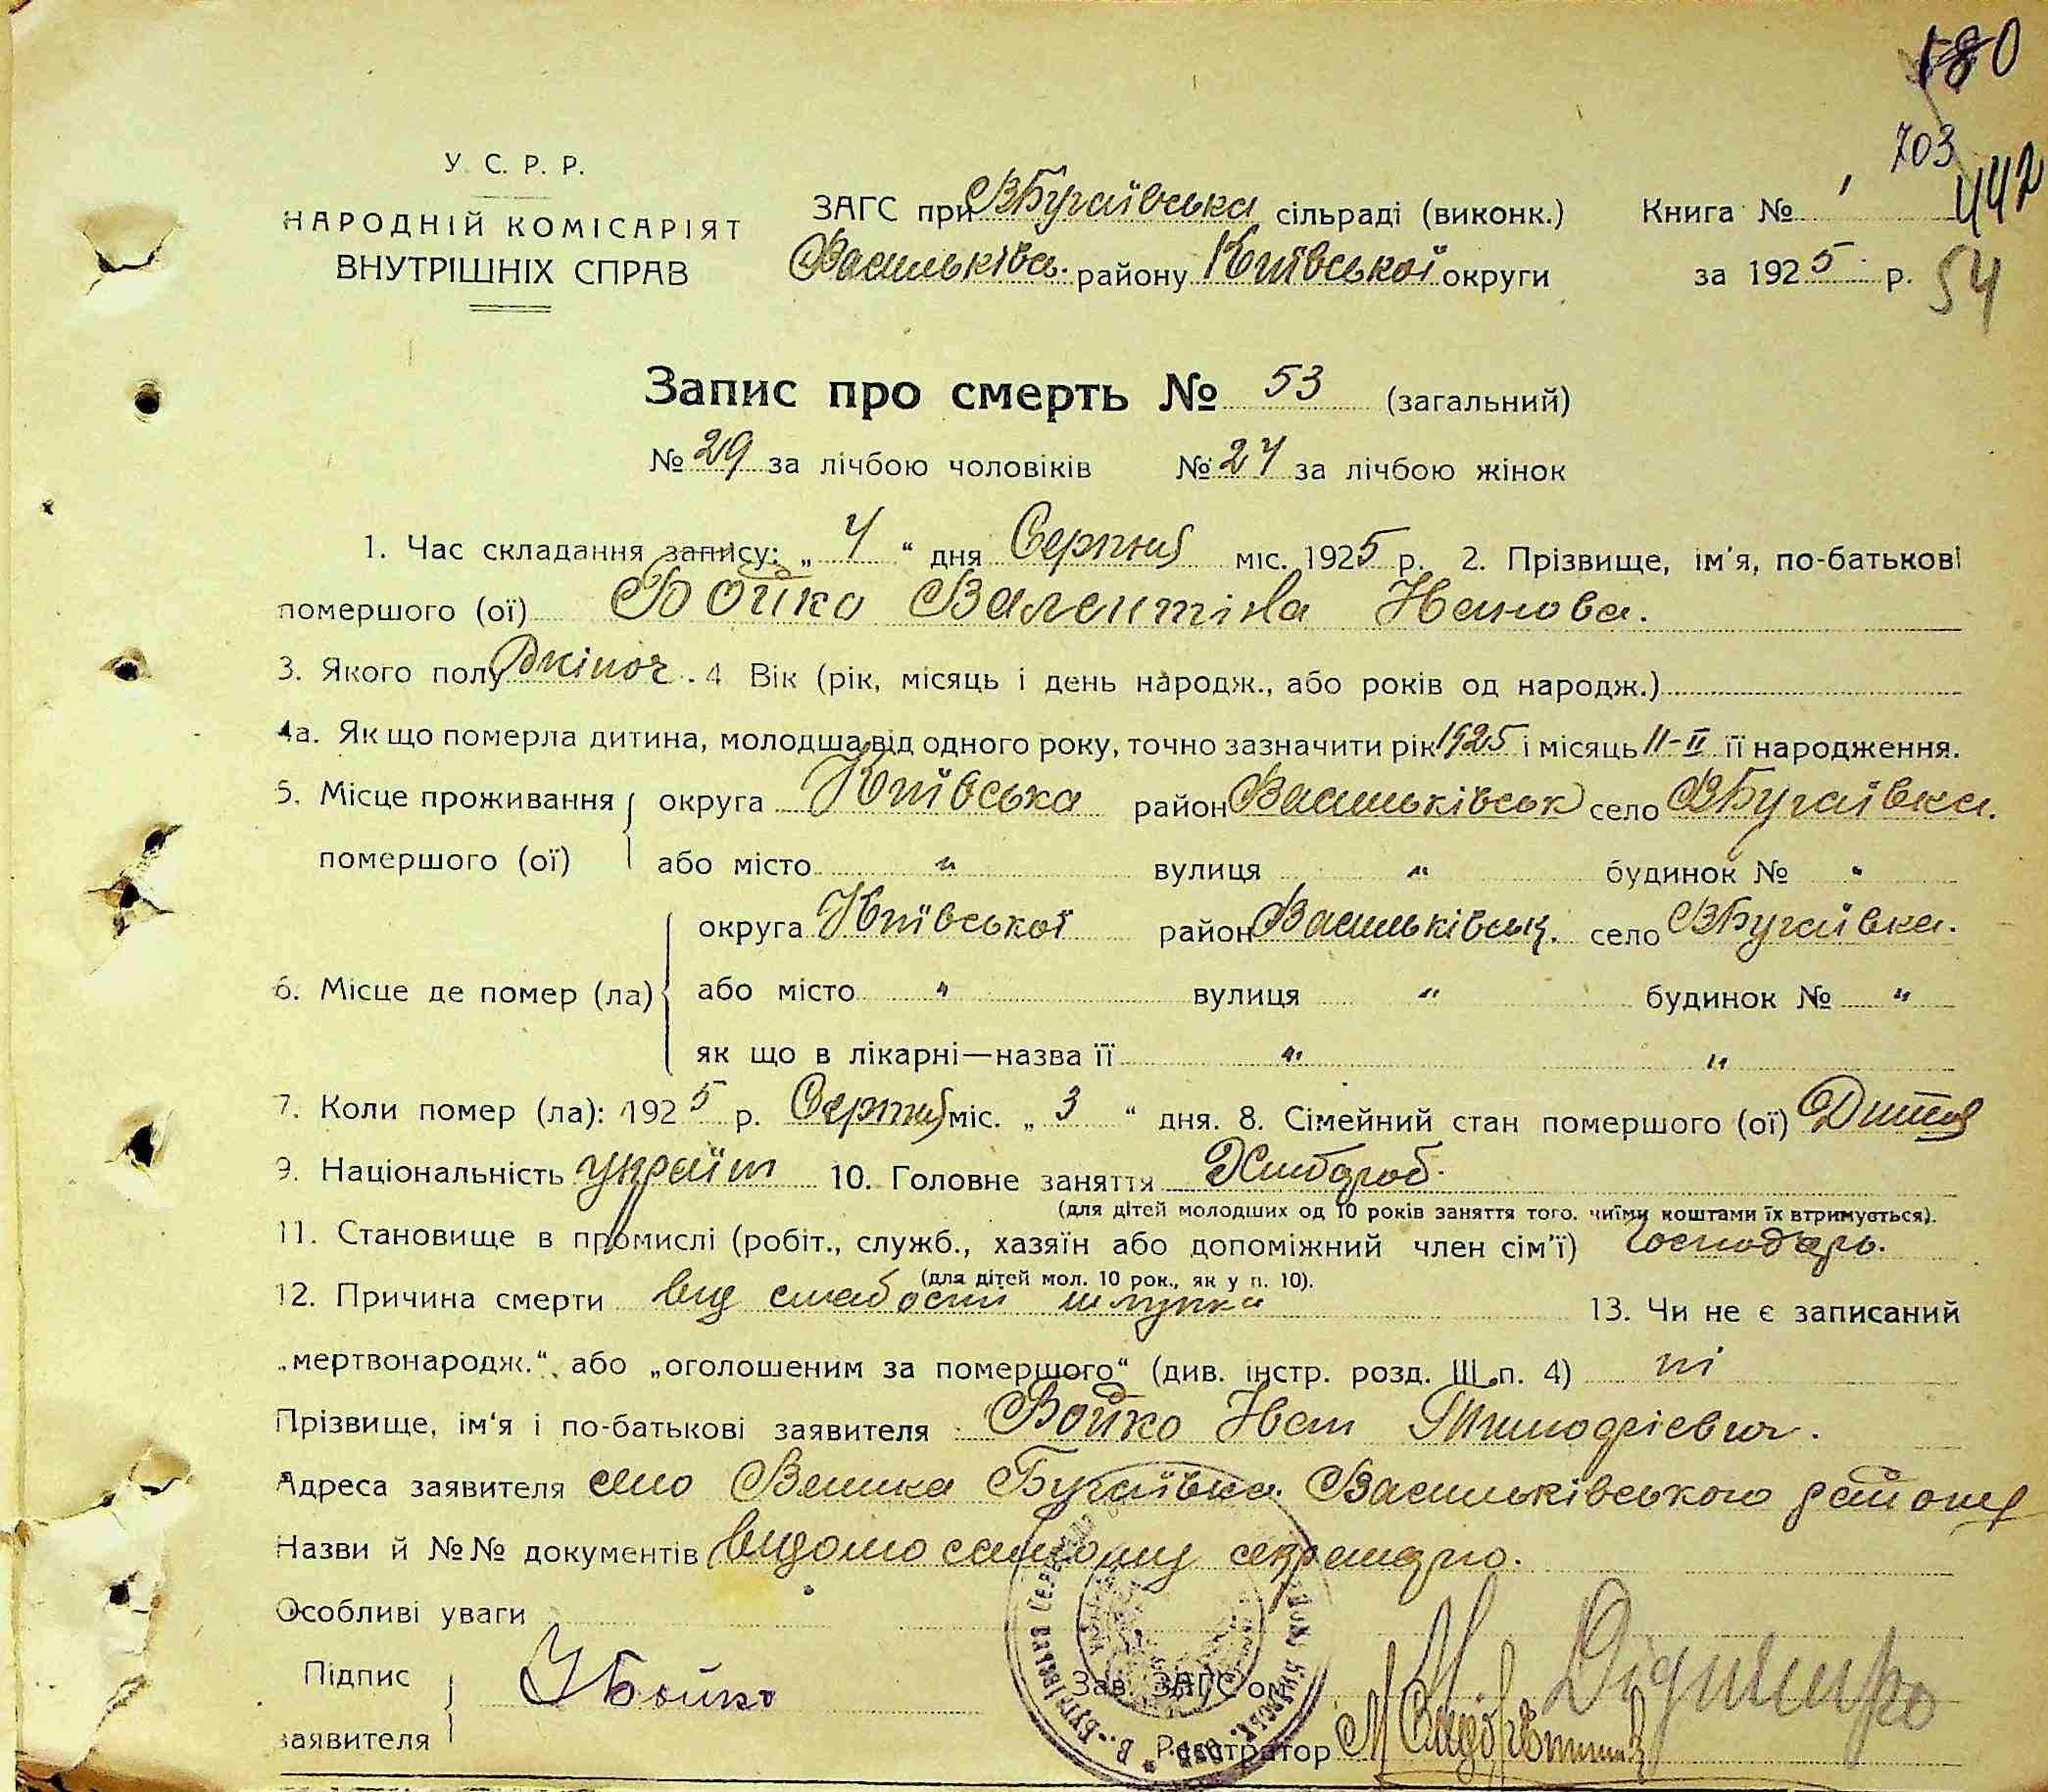 180
703
442
У. С. Р. Р.
НАРОДНІЙ КОМІСАРІЯТ
ВНУТРІШНІХ СПРАВ
ЗАГС при ВБугаївська сільраді (виконк.) Книга №
Васильківсь. району Київської округи за 1925 р. 54
Запис про смерть № 53 (загальний)
№ 29 за лічбою чоловіків № 24 за лічбою жінок
1. Час складання запису: „ 4 “ дня Серпня міс. 1925 р. 2. Прізвище, ім'я, по-батькові
помершого (ої) Бойко Валентіна Іванова.
3. Якого полу жіноч. 4 Вік (рік, місяць і день народж., або років од народж.)
4а. Як що померла дитина, молодша від одного року, точно зазначити рік 1925 і місяць 11-II її народження.
5. Місце проживання округа Київська район Васильківськ село ВБугаївка.
помершого (ої) або місто " вулиця " будинок № "
округа Київської район Васильківськ. село ВБугаївка.
6. Місце де помер (ла) або місто " вулиця " будинок № "
як що в лікарні—назва її " "
7. Коли помер (ла): 1925 р. Серпня міс. „ 3 “ дня. 8. Сімейний стан помершого (ої) Дитя
9. Національність україн 10. Головне заняття Хлібороб.
(для дітей молодших од 10 років заняття того, чиїми коштами їх втримується).
11. Становище в промислі (робіт., служб., хазяїн або допоміжний член сім'ї) Господарь.
(для дітей мол. 10 рок., як у п. 10).
12. Причина смерти від слабости шлунка 13. Чи не є записаний
„мертвонародж.“ або „оголошеним за помершого“ (див. інстр. розд. III п. 4) ні
Прізвище, ім'я і по-батькові заявителя Бойко Іван
Адреса заявителя село Велика Бугаївка Васильківського району
Назви й №№ документів видомо самому секретарю.
Особливі уваги
Підпис І Бойко Зав. ЗАГС'ом
заявителя Реєстратор М